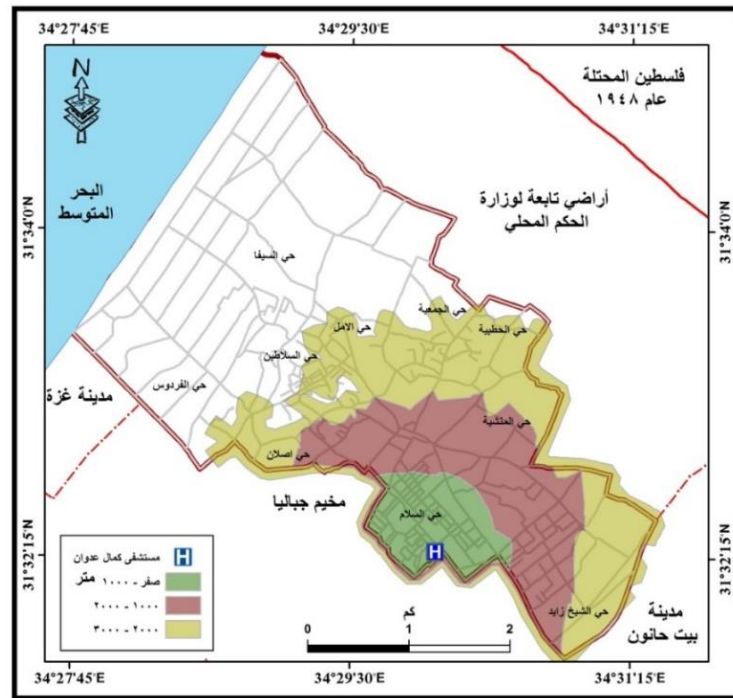 34°27'45"E
34°29'30"E
34°31'15"E
N
فلسطين المحتلة
عام ١٩٤٨
البحر
المتوسط
أراضي تابعة لوزارة
الحكم المحلي
31°34'0"N
31°34'0"N
حي السيفا
حي الجمعية
حي الامل
حي الحطبية
حي السلاطين
حي الفردوس
مدينة غزة
حي المنشية
حي اصلان
مخيم جباليا
حي السلام
31°32'15"N
31°32'15"N
H
مستشفى كمال عدوان
H
صفر - ١٠٠٠ متر
١٠٠٠ - ٢٠٠٠
٢٠٠٠ - ٣٠٠٠
حي الشيخ زايد
مدينة
بيت حانون
كم
0 1 2
34°27'45"E
34°29'30"E
34°31'15"E